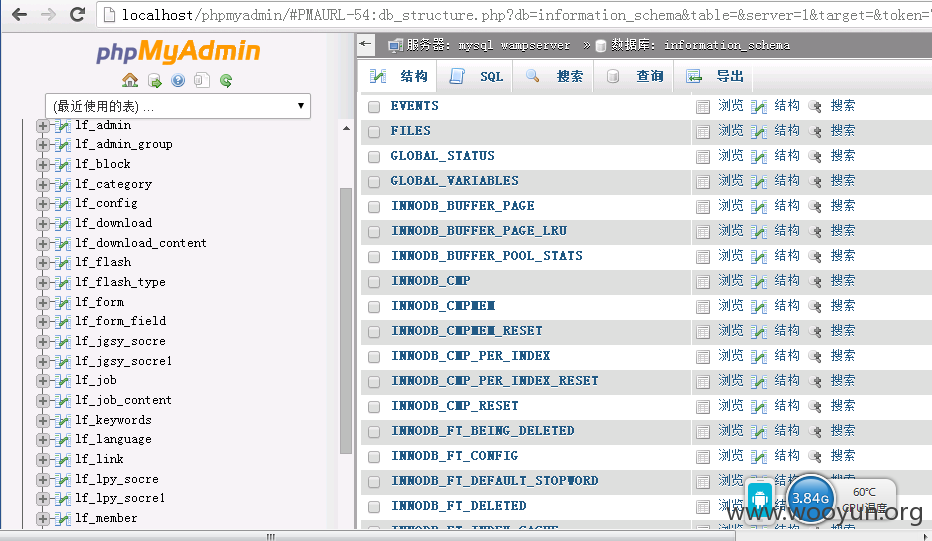 localhost/phpmyadmin/#PMAURL-54:db_structure.php?db=information_schema&table=&server=1&target=&token=
phpMyAdmin
(最近使用的表) ...
lf_admin
lf_admin_group
lf_block
lf_category
lf_config
lf_download
lf_download_content
lf_flash
lf_flash_type
lf_form
lf_form_field
lf_jgsy_socre
lf_jgsy_socre1
lf_job
lf_job_content
lf_keywords
lf_language
lf_link
lf_lpy_socre
lf_lpy_socre1
lf_member
服务器: mysql wampserver » 数据库: information_schema
结构 SQL 搜索 查询 导出
EVENTS 浏览 结构 搜索
FILES 浏览 结构 搜索
GLOBAL_STATUS 浏览 结构 搜索
GLOBAL_VARIABLES 浏览 结构 搜索
INNODB_BUFFER_PAGE 浏览 结构 搜索
INNODB_BUFFER_PAGE_LRU 浏览 结构 搜索
INNODB_BUFFER_POOL_STATS 浏览 结构 搜索
INNODB_CMP 浏览 结构 搜索
INNODB_CMPMEM 浏览 结构 搜索
INNODB_CMPMEM_RESET 浏览 结构 搜索
INNODB_CMP_PER_INDEX 浏览 结构 搜索
INNODB_CMP_PER_INDEX_RESET 浏览 结构 搜索
INNODB_CMP_RESET 浏览 结构 搜索
INNODB_FT_BEING_DELETED 浏览 结构 搜索
INNODB_FT_CONFIG 浏览 结构 搜索
INNODB_FT_DEFAULT_STOPWORD 浏览 结构 搜索
INNODB_FT_DELETED 浏览
INNODB_FT_INDEX_CACHE
3.84G
60℃
CPU温度
www.wooyun.org